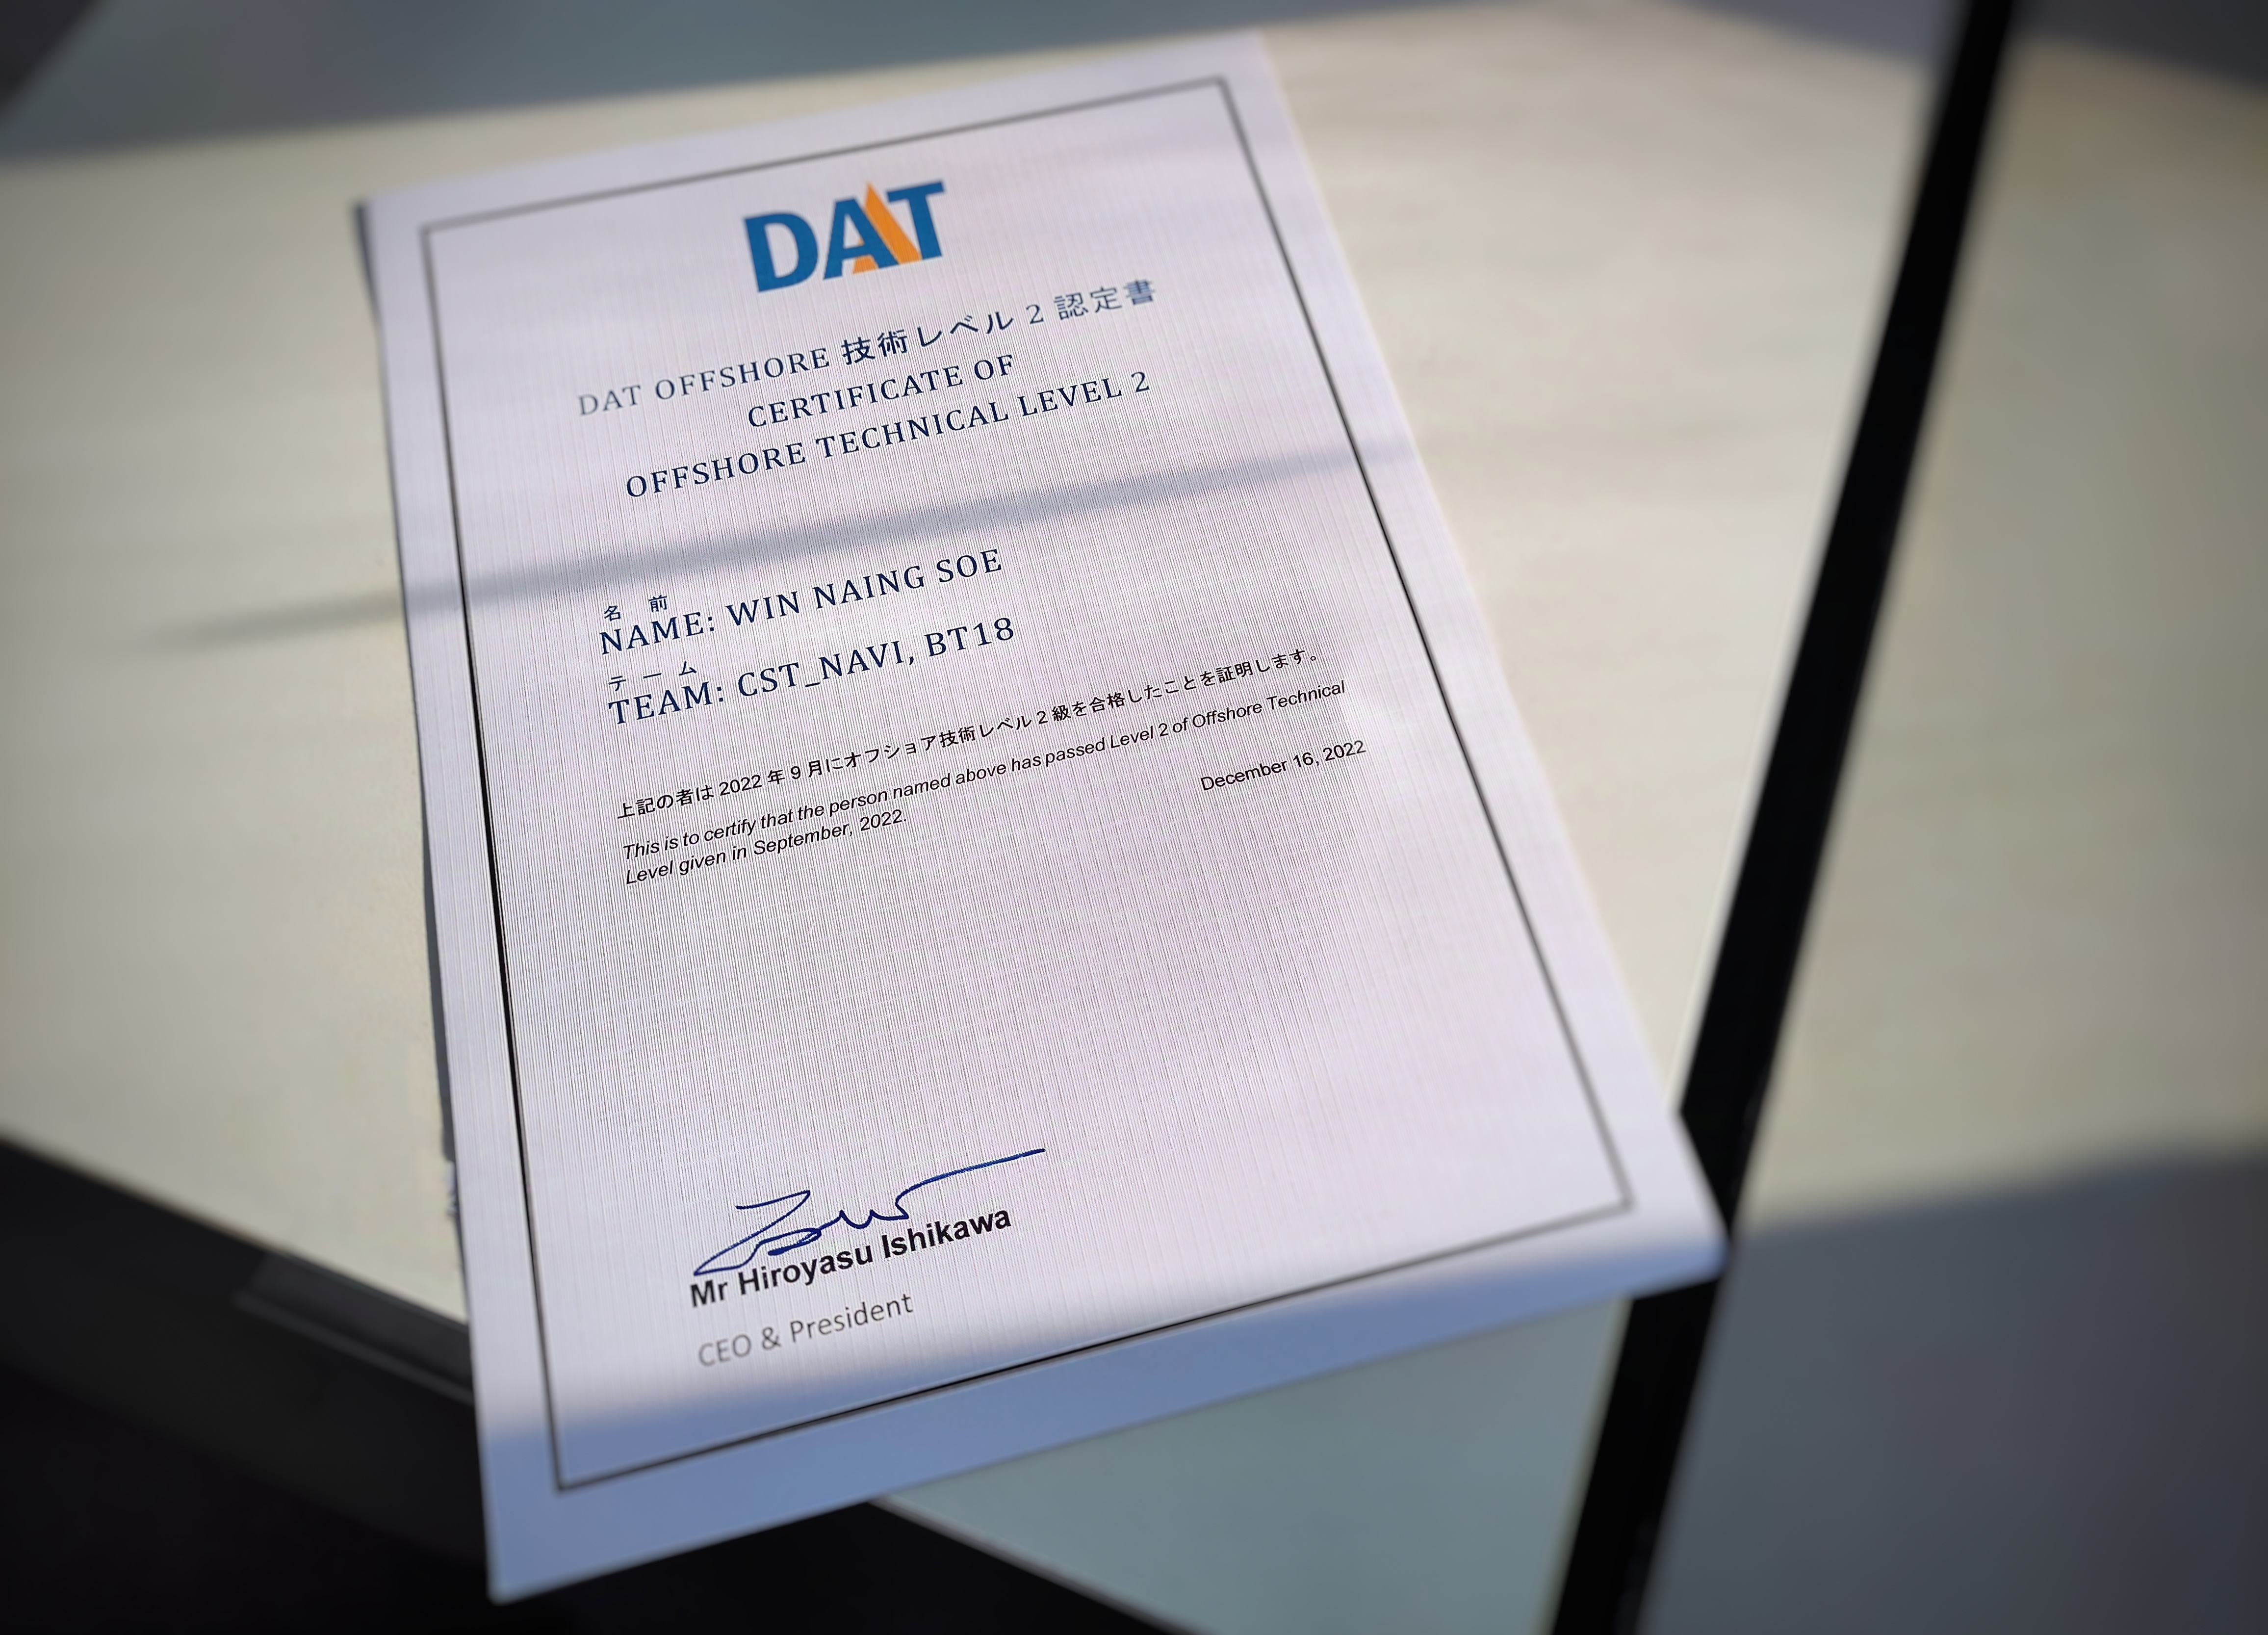 DAT
DAT OFFSHORE 技術レベル 2 認定書
CERTIFICATE OF
OFFSHORE TECHNICAL LEVEL 2
名 前
NAME: WIN NAING SOE
テ ー ム
TEAM: CST_NAVI, BT18
上記の者は 2022 年 9 月にオフショア技術レベル 2 級を合格したことを証明します。
This is to certify that the person named above has passed Level 2 of Offshore Technical
Level given in September, 2022.
December 16, 2022
Mr Hiroyasu Ishikawa
CEO & President